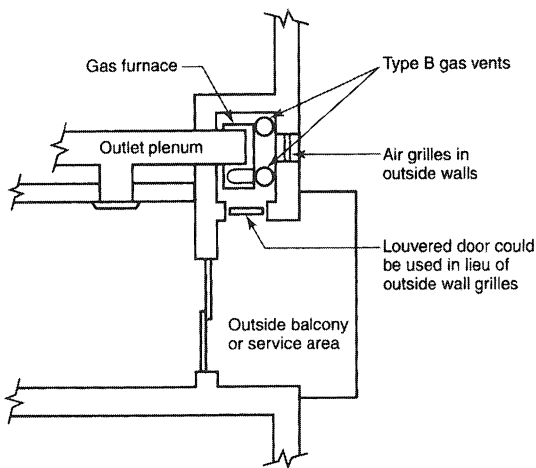 Gas furnace
Type B gas vents
Outlet plenum
Air grilles in
outside walls
Louvered door could
be used in lieu of
outside wall grilles
Outside balcony
or service area